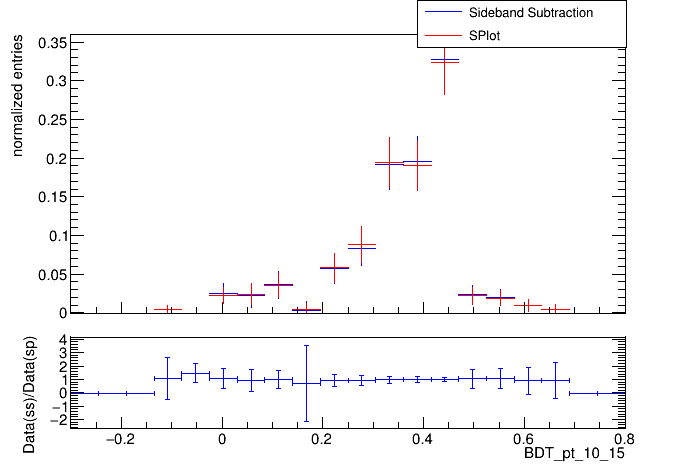 Sideband Subtraction
SPlot
normalized entries
0.35
0.3
0.25
0.2
0.15
0.1
0.05
0
Data(ss)/Data(sp)
4
3
2
1
0
−1
−2
−0.2 0 0.2 0.4 0.6 0.8
BDT_pt_10_15